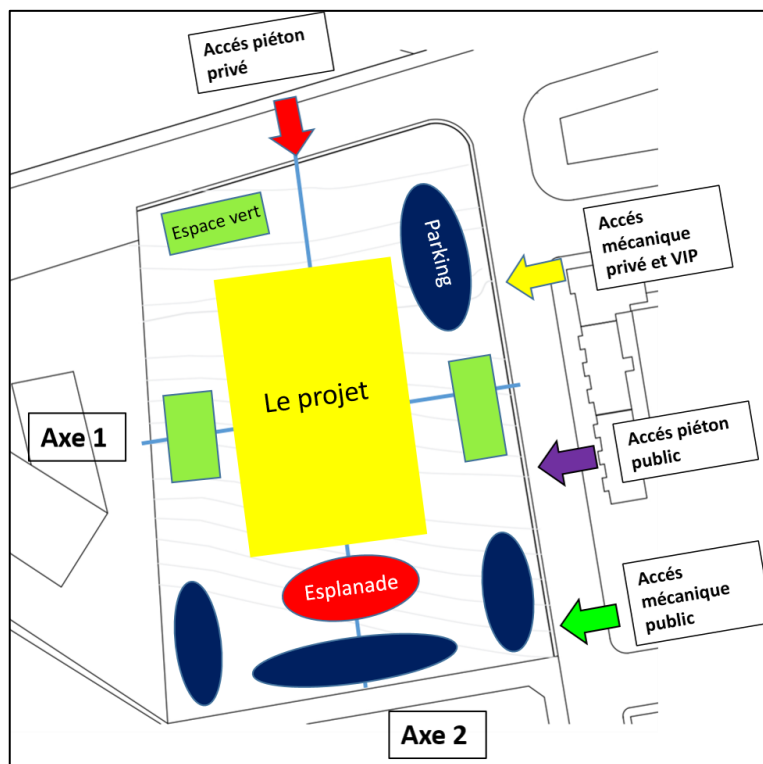 Accés piéton
privé
Espace vert
Parking
Accés
mécanique
privé et VIP
Le projet
Axe 1
Accés piéton
public
Esplanade
Accés
mécanique
public
Axe 2